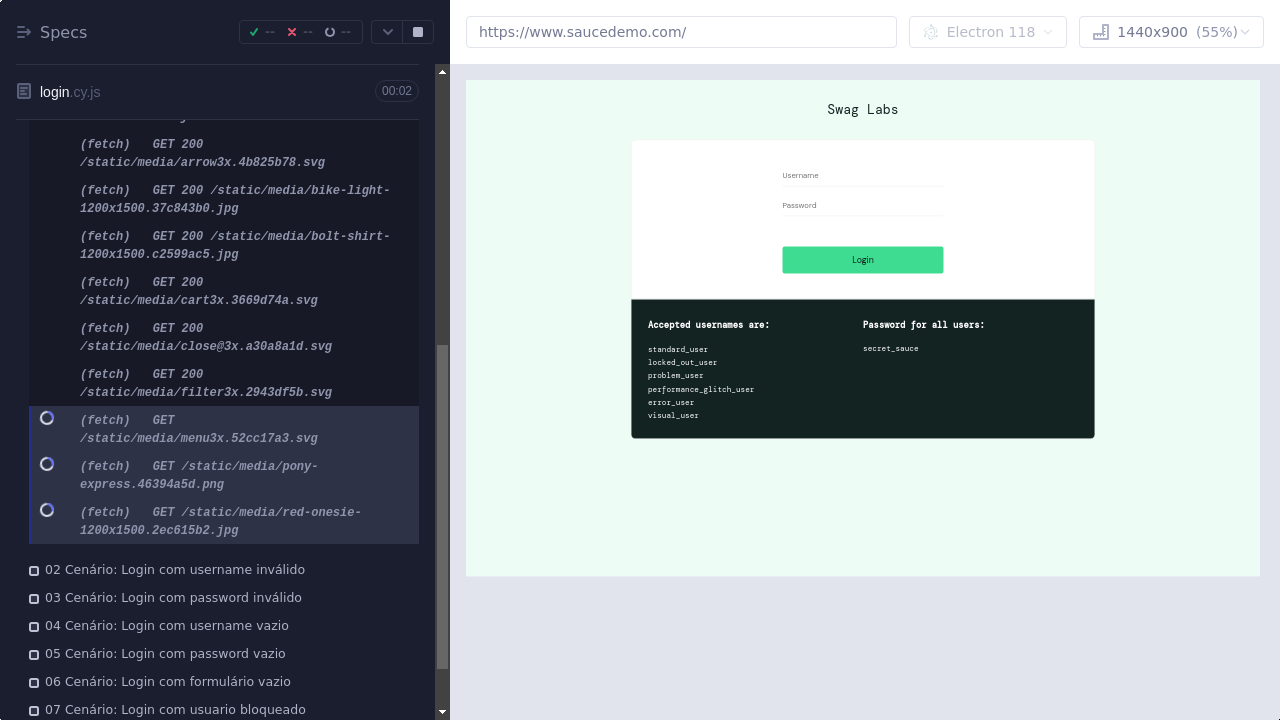 Specs
--
--
--
login.cy.js
00:02
(fetch) GET 200
/static/media/arrow3x.4b825b78.svg
(fetch) GET 200 /static/media/bike-light-
1200x1500.37c843b0.jpg
(fetch) GET 200 /static/media/bolt-shirt-
1200x1500.c2599ac5.jpg
(fetch) GET 200
/static/media/cart3x.3669d74a.svg
(fetch) GET 200
/static/media/close@3x.a30a8a1d.svg
(fetch) GET 200
/static/media/filter3x.2943df5b.svg
(fetch) GET
/static/media/menu3x.52cc17a3.svg
(fetch) GET /static/media/pony-
express.46394a5d.png
(fetch) GET /static/media/red-onesie-
1200x1500.2ec615b2.jpg
02 Cenário: Login com username inválido
03 Cenário: Login com password inválido
04 Cenário: Login com username vazio
05 Cenário: Login com password vazio
06 Cenário: Login com formulário vazio
07 Cenário: Login com usuario bloqueado
https://www.saucedemo.com/
Electron 118
1440x900 (55%)
Swag Labs
Username
Password
Login
Accepted usernames are:
standard_user
locked_out_user
problem_user
performance_glitch_user
error_user
visual_user
Password for all users:
secret_sauce